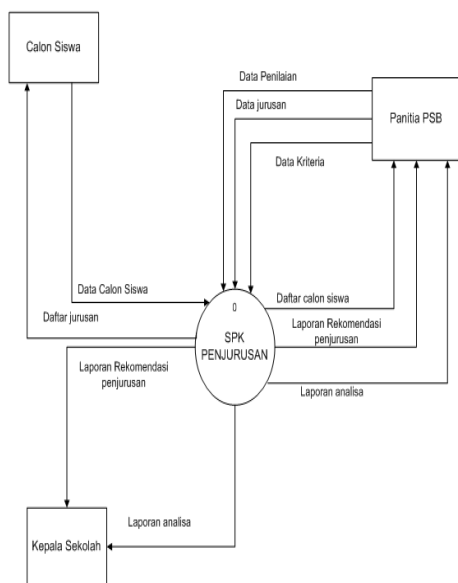 Calon Siswa
Data Penilaian
Data jurusan
Panitia PSB
Data Kriteria
Data Calon Siswa
Daftar jurusan
0
SPK
PENJURUSAN
Daftar calon siswa
Laporan Rekomendasi
penjurusan
Laporan analisa
Laporan Rekomendasi
penjurusan
Laporan analisa
Kepala Sekolah